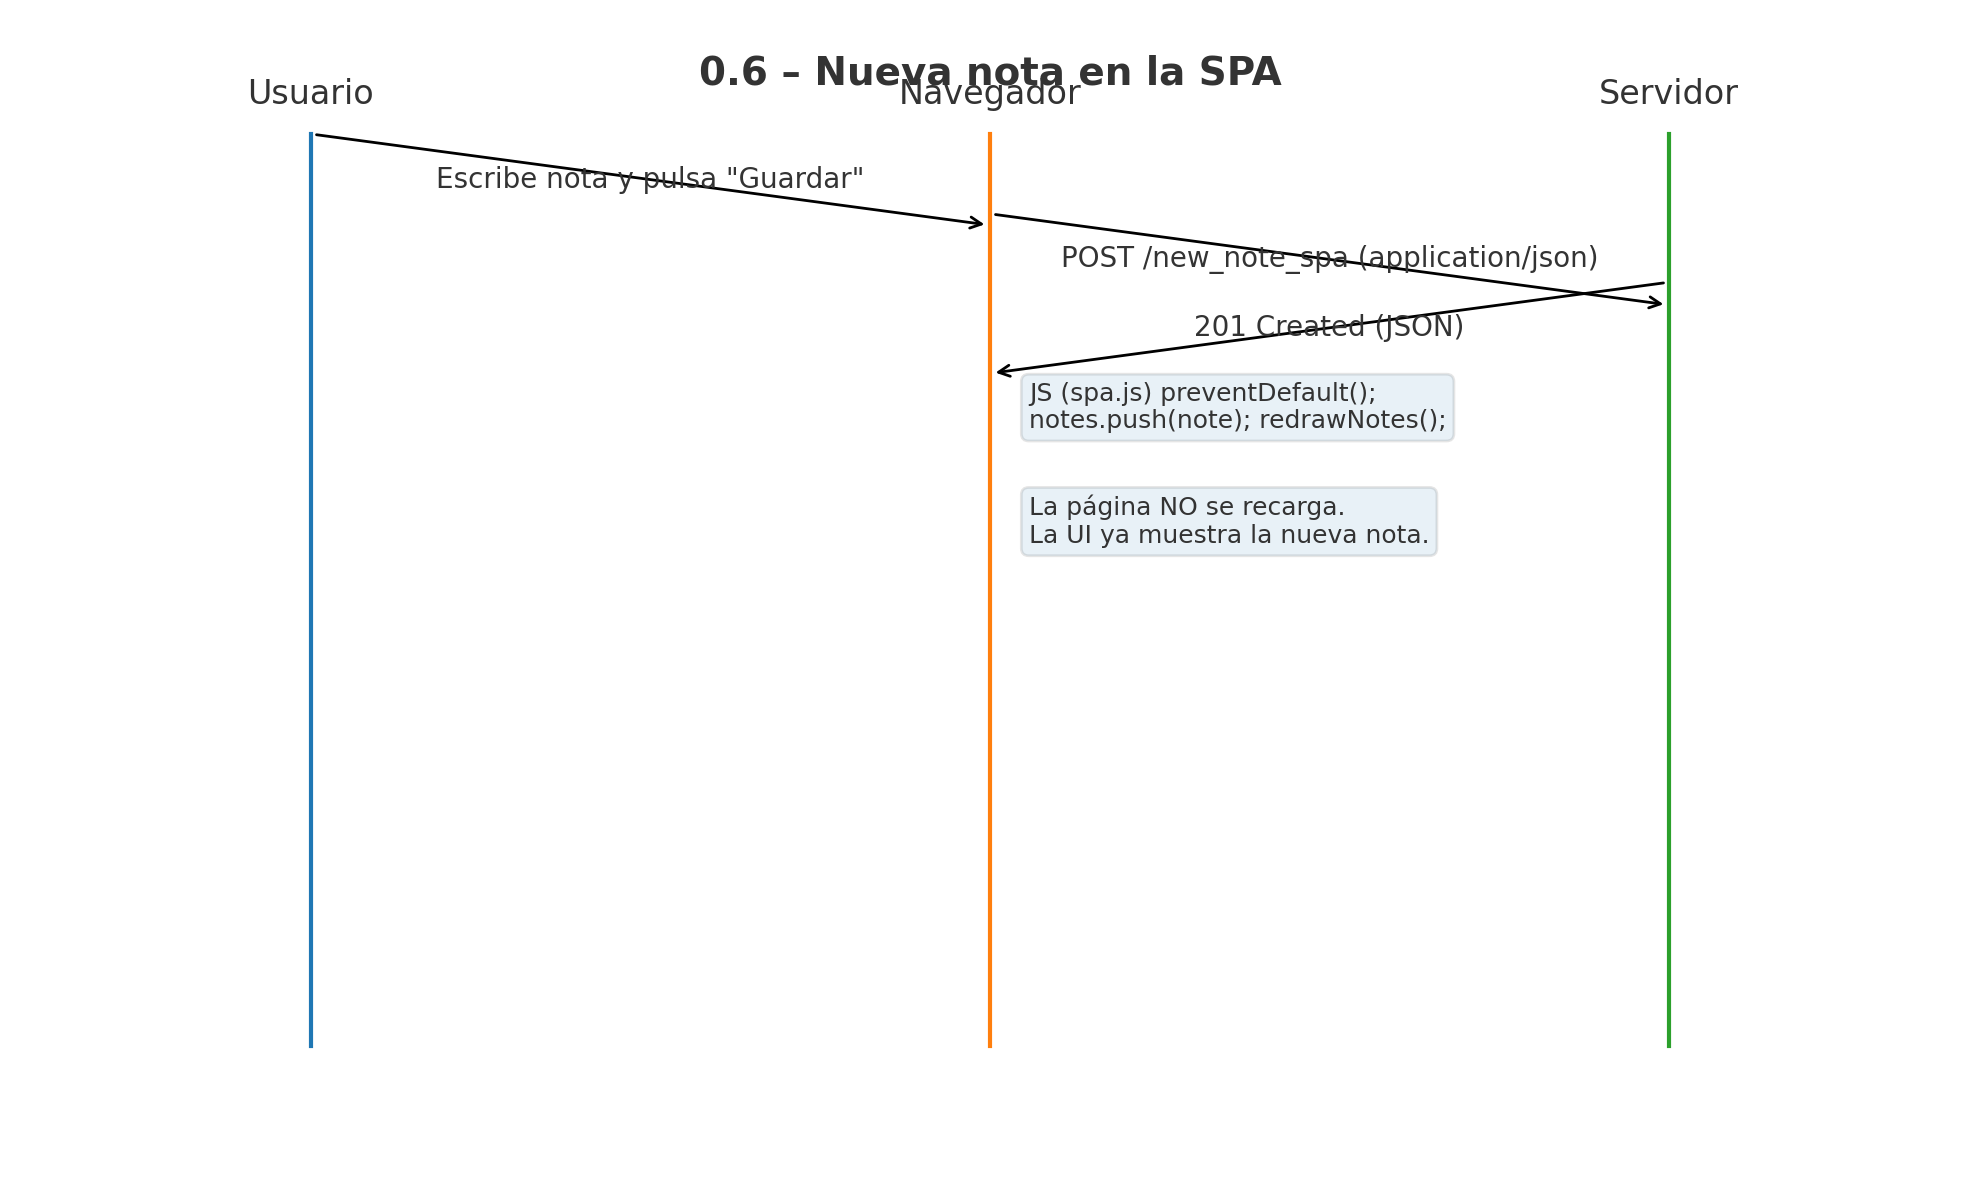 0.6 – Nueva nota en la SPA
Usuario
Navegador
Servidor
Escribe nota y pulsa "Guardar"
POST /new_note_spa (application/json)
201 Created (JSON)
JS (spa.js) preventDefault();
notes.push(note); redrawNotes();
La página NO se recarga.
La UI ya muestra la nueva nota.